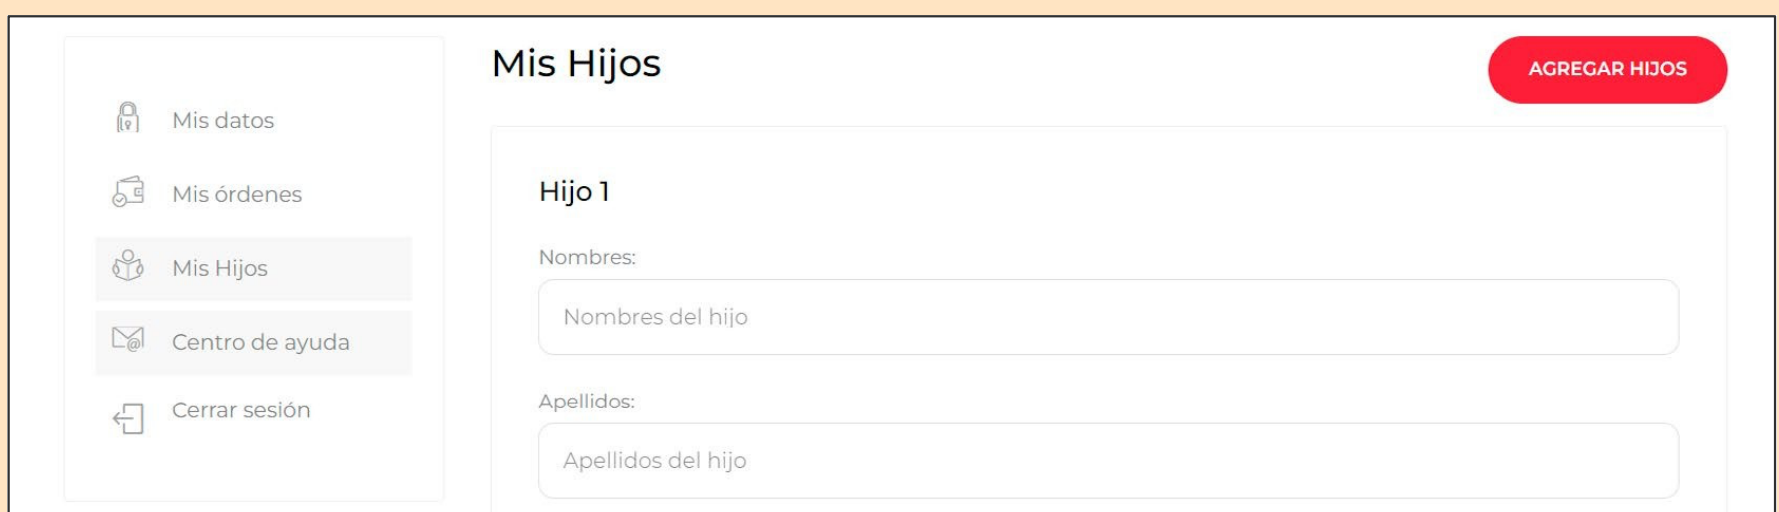 Mis datos
Mis órdenes
Mis Hijos
Centro de ayuda
Cerrar sesión
Mis Hijos
AGREGAR HIJOS
Hijo 1
Nombres:
Nombres del hijo
Apellidos:
Apellidos del hijo